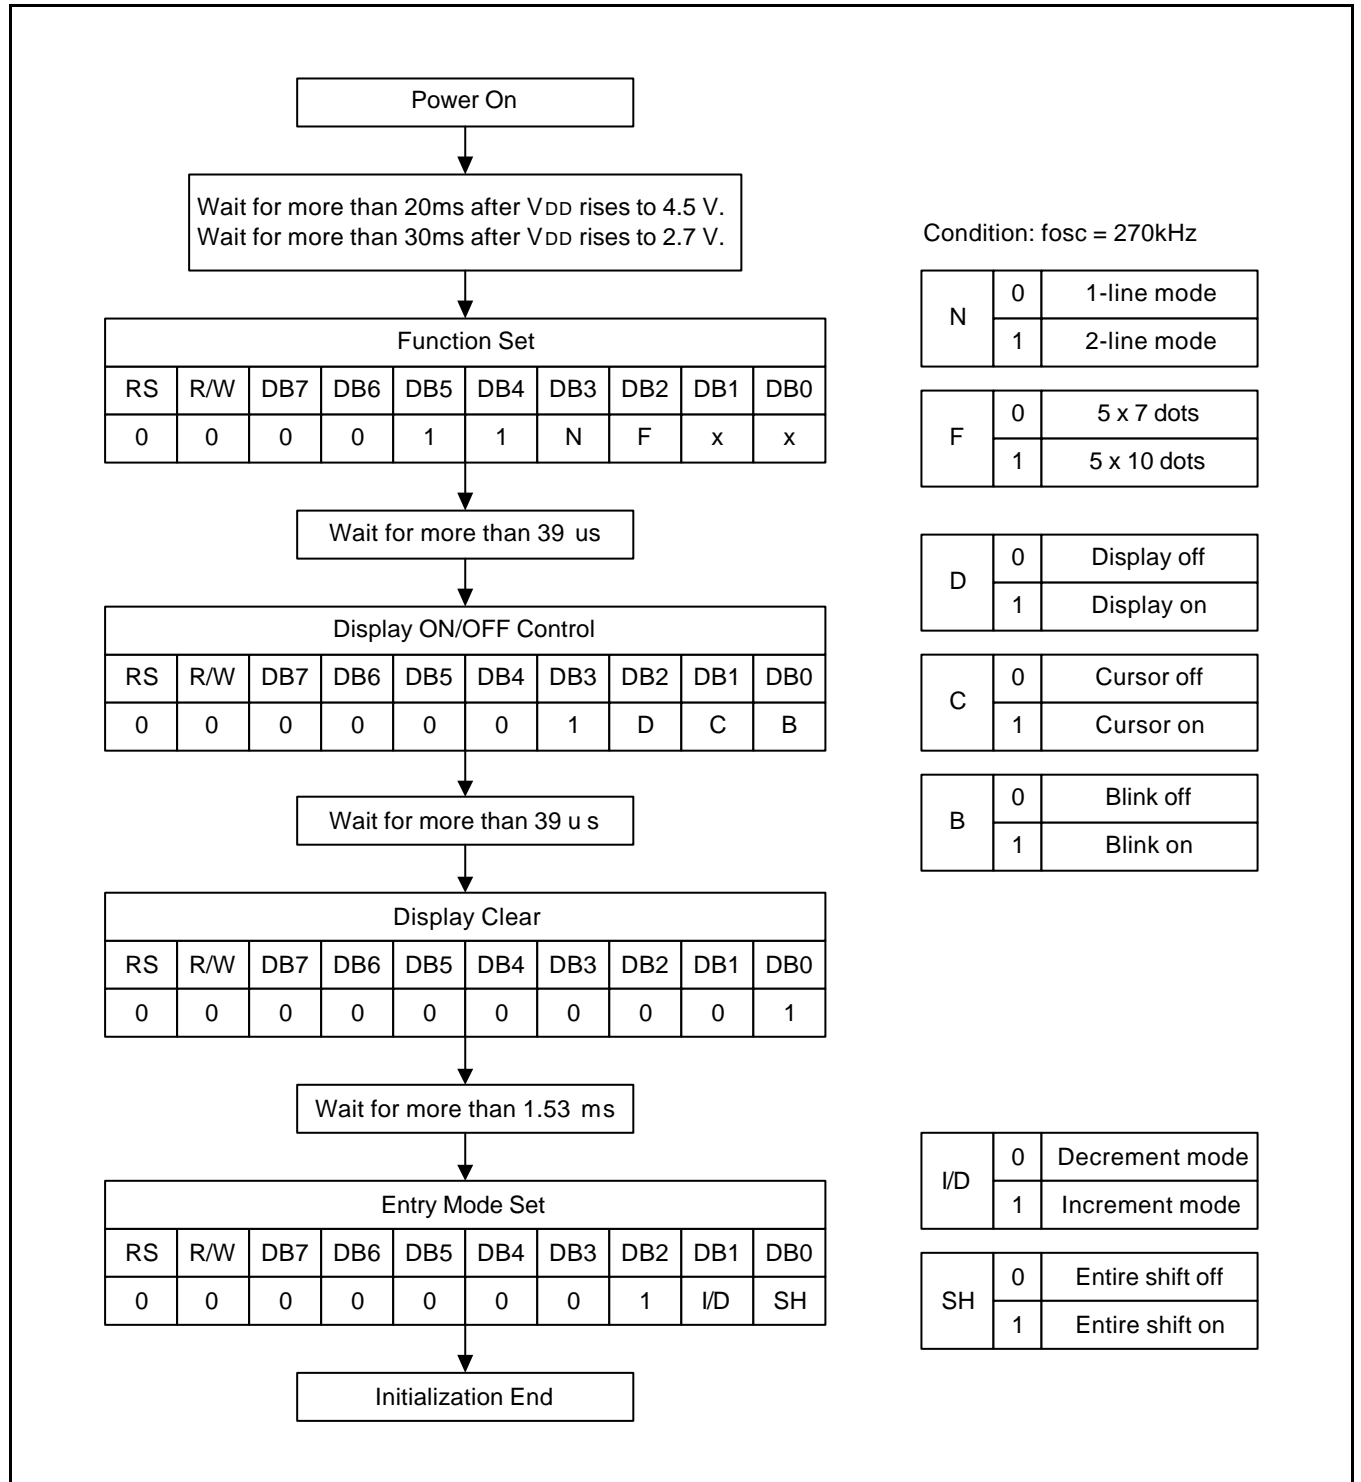 Power On
Wait for more than 20ms after VDD rises to 4.5 V.
Wait for more than 30ms after VDD rises to 2.7 V.
Condition: fosc = 270kHz
Function Set
RS R/W DB7 DB6 DB5 DB4 DB3 DB2 DB1 DB0
0 0 0 0 1 1 N F x x
N
0 1-line mode
1 2-line mode
F
0 5 x 7 dots
1 5 x 10 dots
Wait for more than 39 us
Display ON/OFF Control
RS R/W DB7 DB6 DB5 DB4 DB3 DB2 DB1 DB0
0 0 0 0 0 0 1 D C B
D
0 Display off
1 Display on
C
0 Cursor off
1 Cursor on
B
0 Blink off
1 Blink on
Wait for more than 39 u s
Display Clear
RS R/W DB7 DB6 DB5 DB4 DB3 DB2 DB1 DB0
0 0 0 0 0 0 0 0 0 1
Wait for more than 1.53 ms
Entry Mode Set
RS R/W DB7 DB6 DB5 DB4 DB3 DB2 DB1 DB0
0 0 0 0 0 0 0 1 I/D SH
I/D
0 Decrement mode
1 Increment mode
SH
0 Entire shift off
1 Entire shift on
Initialization End